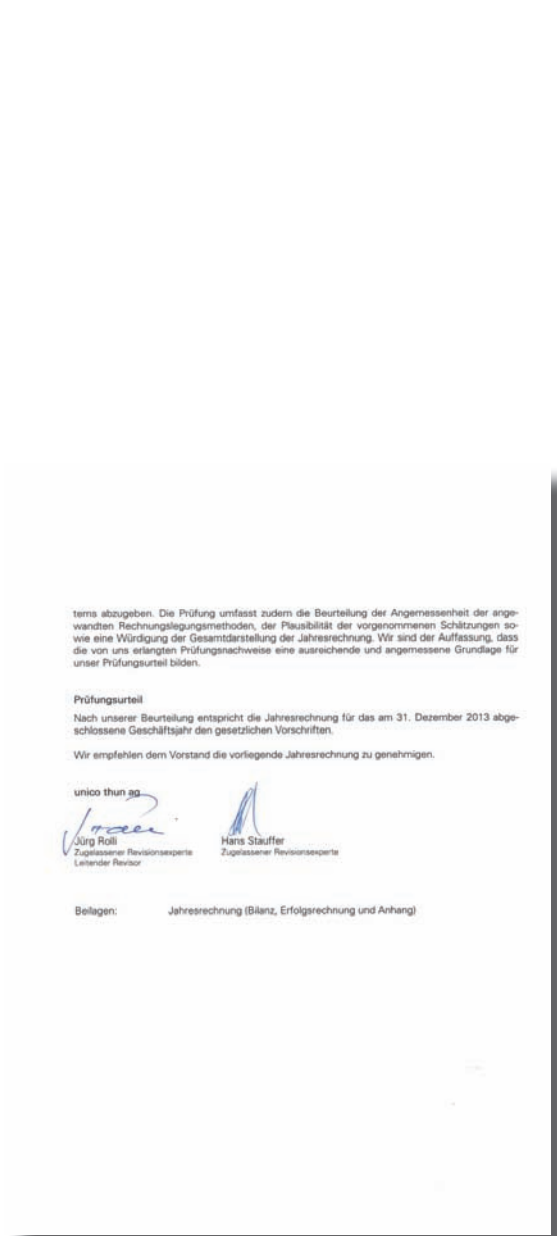 tems abzugeben. Die Prüfung umfasst zudem die Beurteilung der Angemessenheit der ange-
wandten Rechnungslegungsmethoden, der Plausibilität der vorgenommenen Schätzungen so-
wie eine Würdigung der Gesamtdarstellung der Jahresrechnung. Wir sind der Auffassung, dass
die von uns erlangten Prüfungsnachweise eine ausreichende und angemessene Grundlage für
unser Prüfungsurteil bilden.
Prüfungsurteil
Nach unserer Beurteilung entspricht die Jahresrechnung für das am 31. Dezember 2013 abge-
schlossene Geschäftsjahr den gesetzlichen Vorschriften.
Wir empfehlen dem Vorstand die vorliegende Jahresrechnung zu genehmigen.
unico thun ag
Jürg Rolli Hans Stauffer
Zugelassener Revisionsexperte Zugelassener Revisionsexperte
Leitender Revisor
Beilagen: Jahresrechnung (Bilanz, Erfolgsrechnung und Anhang)